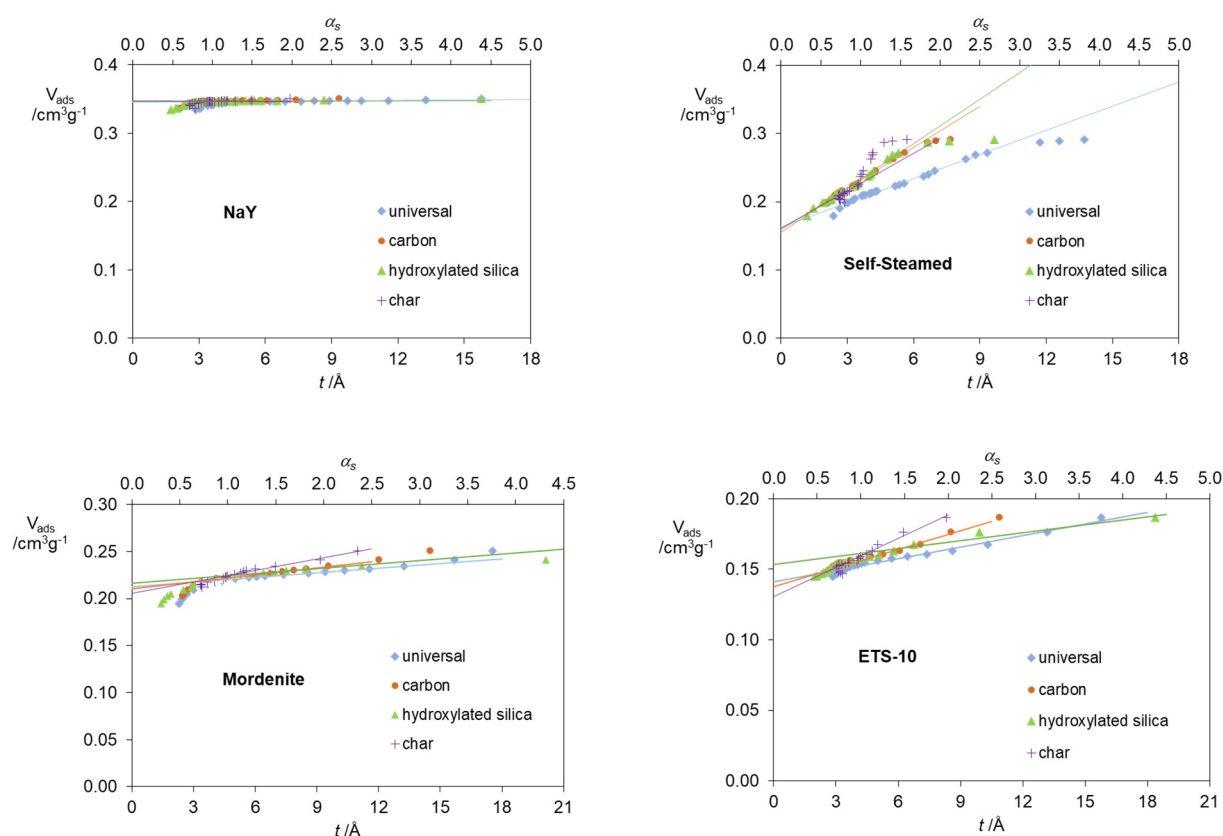 αs
0.0 0.5 1.0 1.5 2.0 2.5 3.0 3.5 4.0 4.5 5.0
0.4
Vads
/cm³g⁻¹
0.3
0.2
0.1
0.0
NaY
universal
carbon
hydroxylated silica
char
0 3 6 9 12 15 18
t /Å
αs
0.0 0.5 1.0 1.5 2.0 2.5 3.0 3.5 4.0 4.5 5.0
0.4
Vads
/cm³g⁻¹
0.3
0.2
0.1
0.0
universal
carbon
Self-Steamed
hydroxylated silica
char
0 3 6 9 12 15 18
t /Å
αs
0.0 0.5 1.0 1.5 2.0 2.5 3.0 3.5 4.0 4.5
0.30
Vads
/cm³g⁻¹
0.25
0.20
0.15
0.10
0.05
0.00
universal
Mordenite
carbon
hydroxylated silica
char
0 3 6 9 12 15 18 21
t /Å
αs
0.0 0.5 1.0 1.5 2.0 2.5 3.0 3.5 4.0 4.5 5.0
0.20
Vads
/cm³g⁻¹
0.15
0.10
0.05
0.00
ETS-10
universal
carbon
hydroxylated silica
char
0 3 6 9 12 15 18 21
t /Å